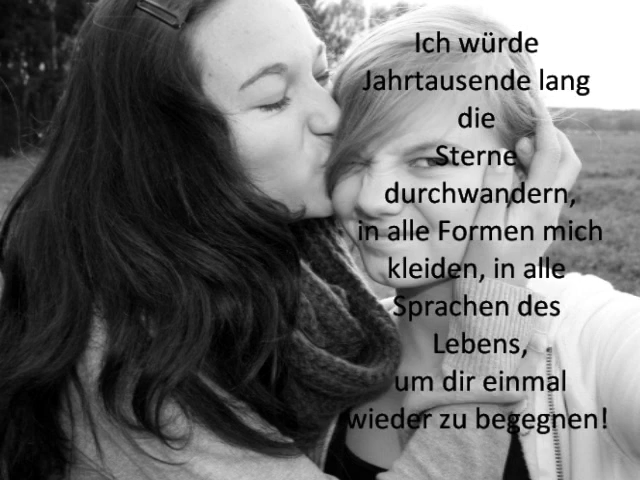 Ich würde
Jahrtausende lang
die
Sterne
durchwandern,
in alle Formen mich
kleiden, in alle
Sprachen des
Lebens,
um dir einmal
wieder zu begegnen!